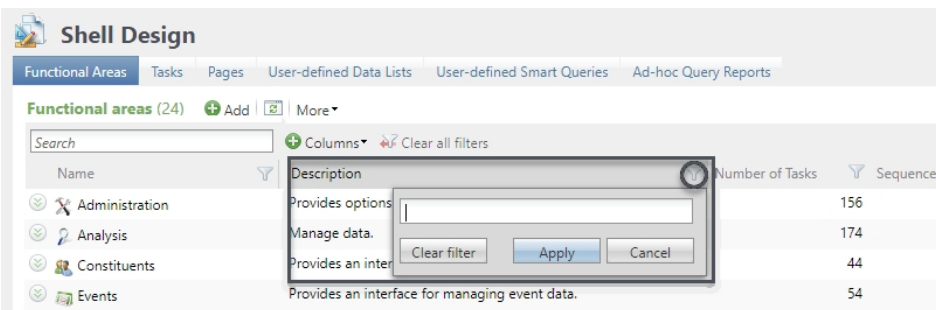 Shell Design
Functional Areas Tasks Pages User-defined Data Lists User-defined Smart Queries Ad-hoc Query Reports
Functional areas (24) Add More
Search Columns Clear all filters
Name Description Number of Tasks Sequence
Administration Provides options 156
Analysis Manage data. 174
Clear filter Apply Cancel
Constituents Provides an inter 44
Events Provides an interface for managing event data. 54